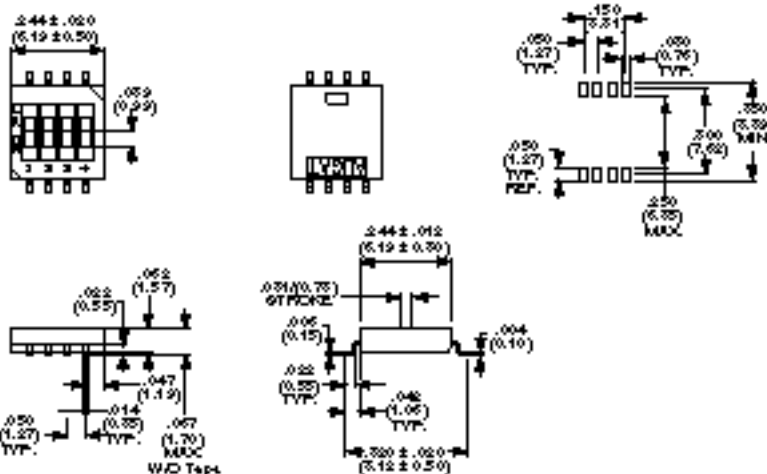 .244 ± .020
(6.19 ± 0.50)
.039
(0.99)
1 2 3 4
.150
3.81
.050
(1.27)
TYP.
.030
(0.76)
TYP.
.350
(8.89)
MIN
.300
(7.62)
.050
(1.27)
TYP.
REF.
.250
(6.35)
MAX
.244 ± .012
(6.19 ± 0.30)
.031/(0.78)
STROKE
.006
(0.15)
.004
(0.10)
.022
(0.55)
TYP.
.042
(1.06)
TYP.
.320 ± .020
(8.12 ± 0.50)
.062
(1.57)
.022
(0.55)
.047
(1.19)
.014
(0.35)
TYP.
.050
(1.27)
TYP.
.067
(1.70)
MAX
W/O Tape